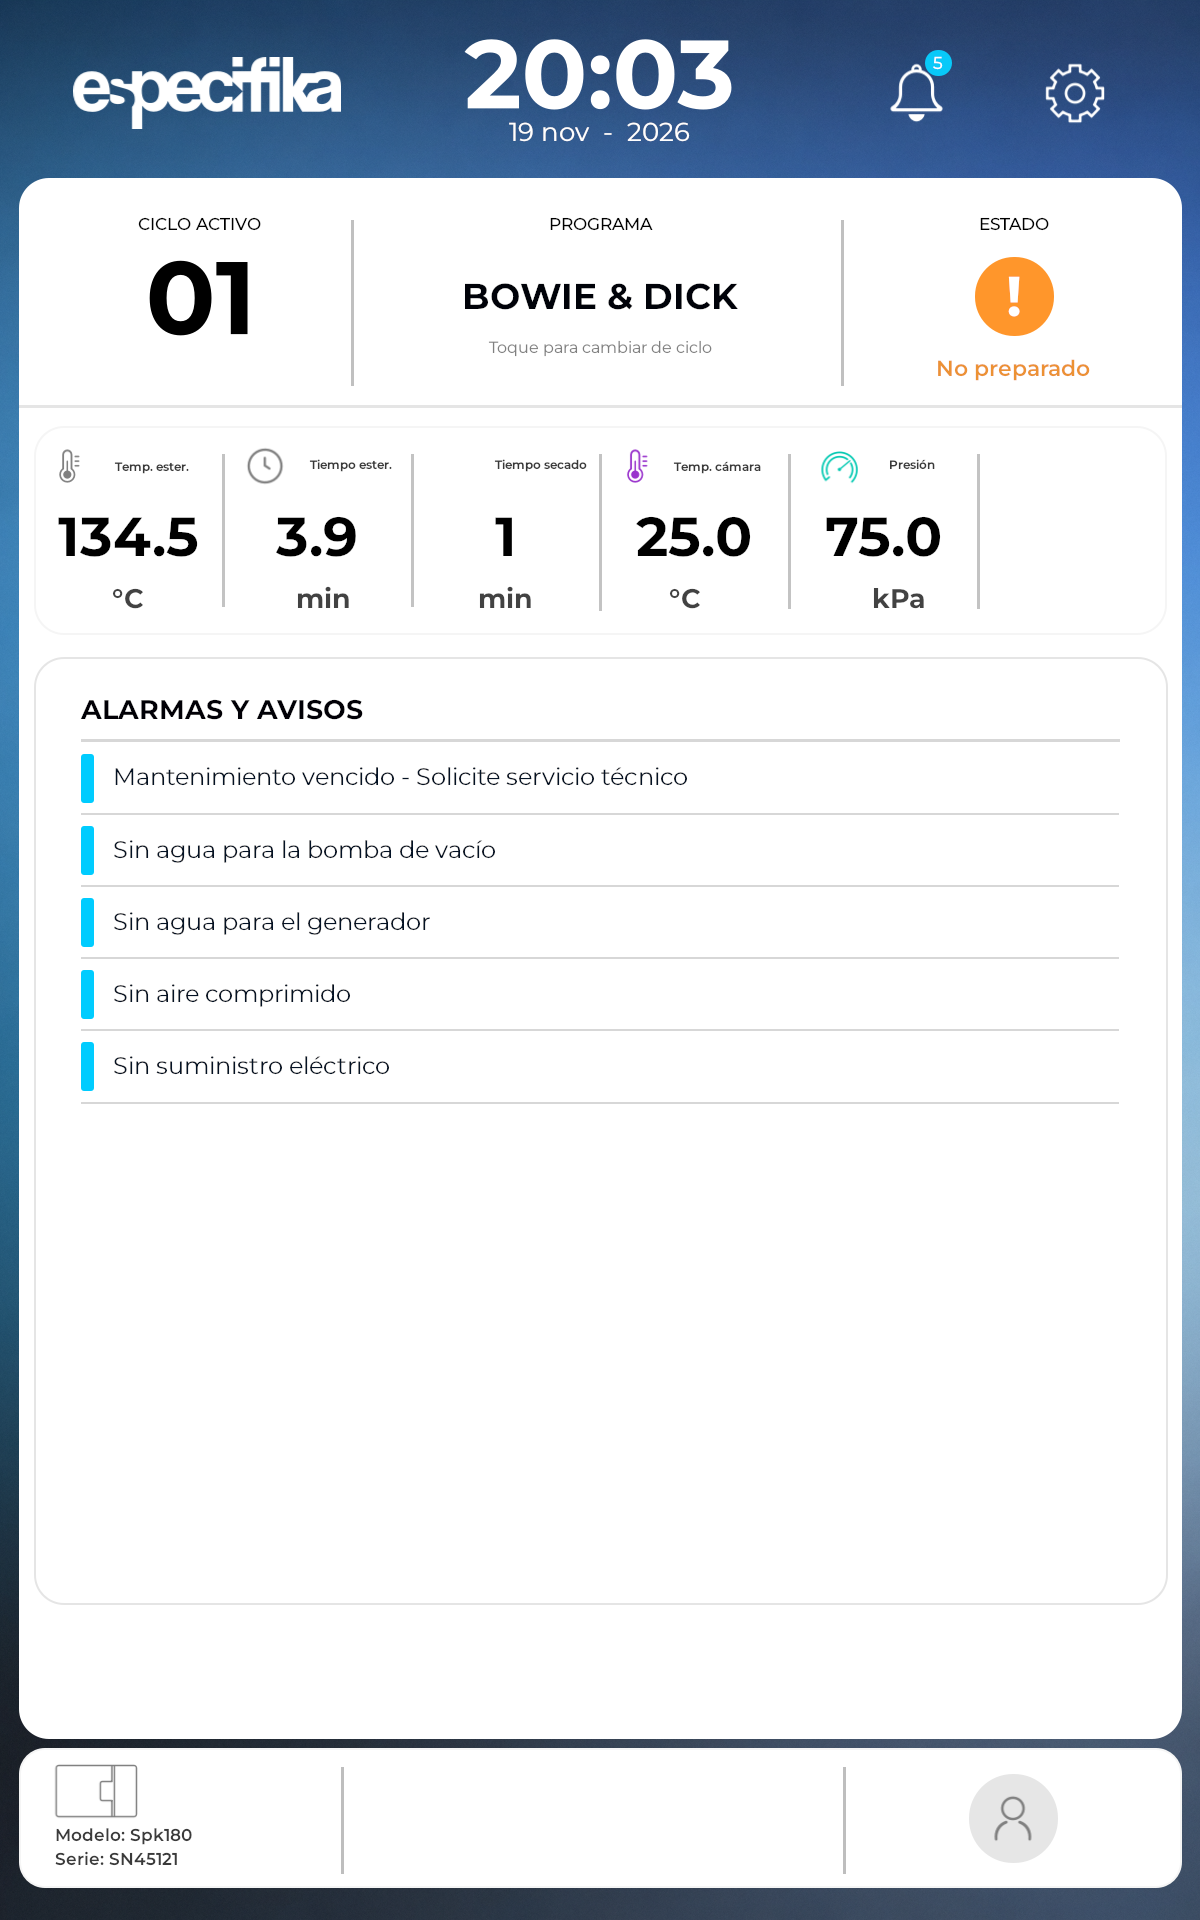 especifika
20:03
19 nov - 2026
5
CICLO ACTIVO
01
PROGRAMA
BOWIE & DICK
Toque para cambiar de ciclo
ESTADO
!
No preparado
Temp. ester.
134.5
°C
Tiempo ester.
3.9
min
Tiempo secado
1
min
Temp. cámara
25.0
°C
Presión
75.0
kPa
ALARMAS Y AVISOS
Mantenimiento vencido - Solicite servicio técnico
Sin agua para la bomba de vacío
Sin agua para el generador
Sin aire comprimido
Sin suministro eléctrico
Modelo: Spk180
Serie: SN45121